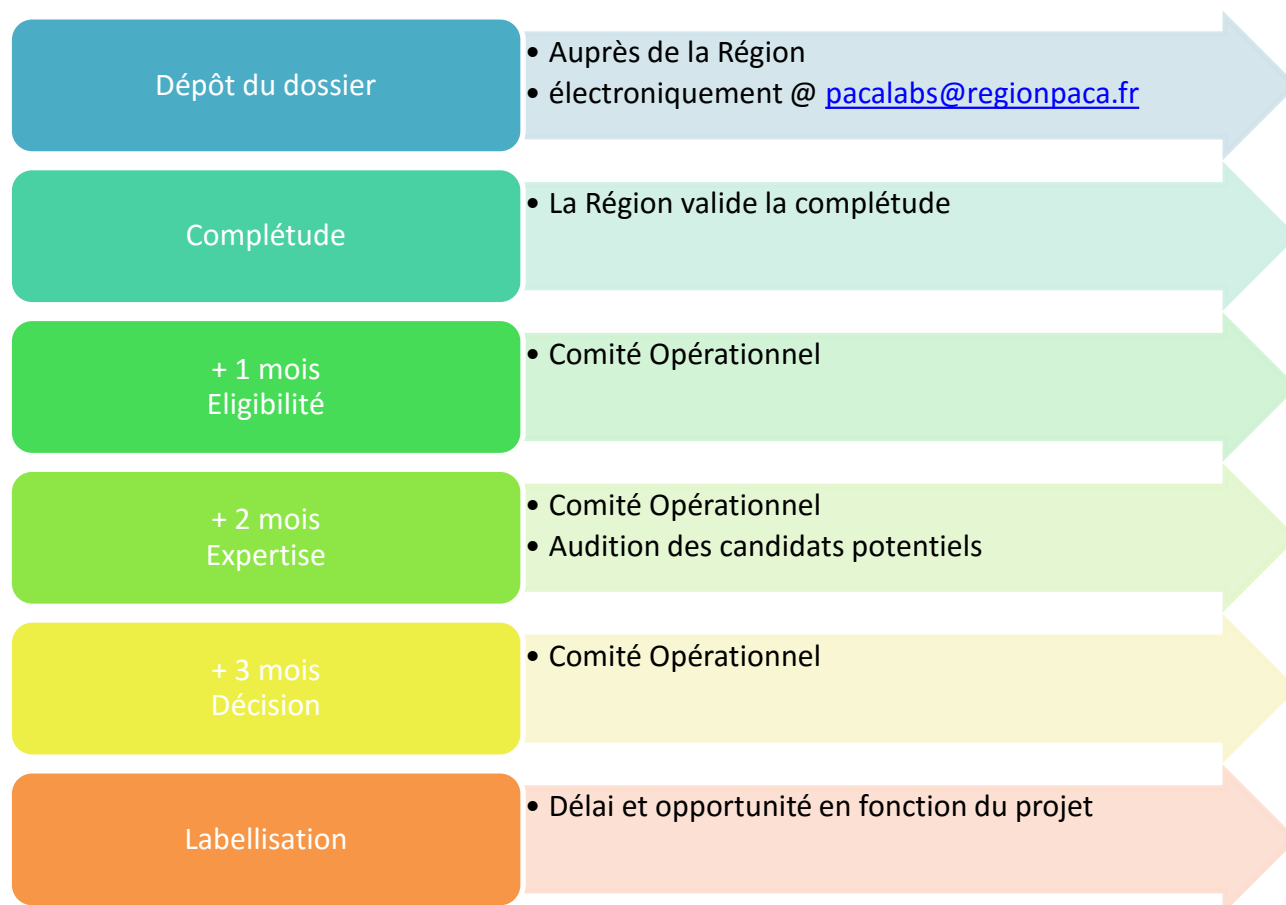 Dépôt du dossier
• Auprès de la Région
• électroniquement @ pacalabs@regionpaca.fr
Complétude
• La Région valide la complétude
+ 1 mois
Eligibilité
• Comité Opérationnel
+ 2 mois
Expertise
• Comité Opérationnel
• Audition des candidats potentiels
+ 3 mois
Décision
• Comité Opérationnel
Labellisation
• Délai et opportunité en fonction du projet